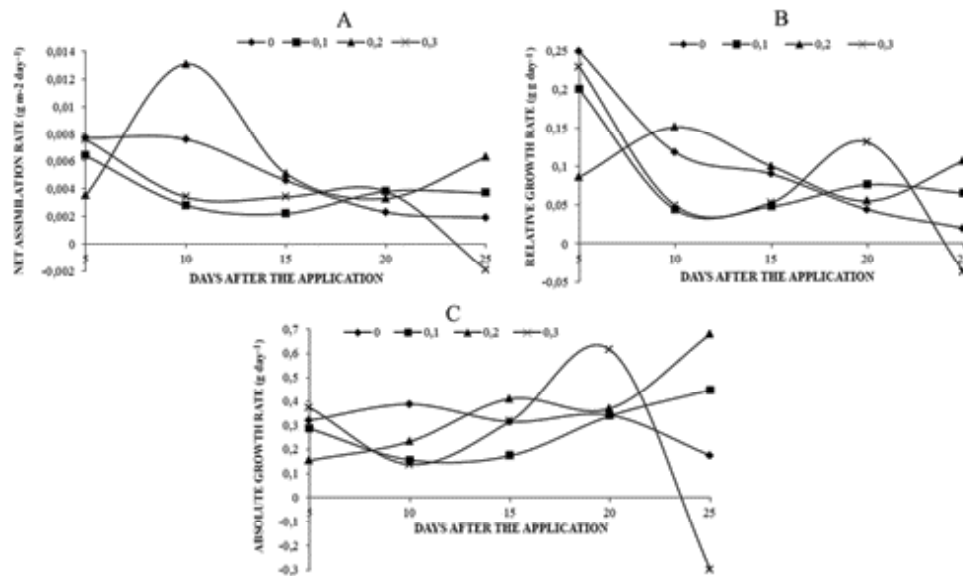 A
0 0,1 0,2 0,3
0,014
0,012
0,01
0,008
0,006
0,004
0,002
0
-0,002
NET ASSIMILATION RATE (g m-2 day-1)
5 10 15 20 25
DAYS AFTER THE APPLICATION
B
0 0,1 0,2 0,3
0,25
0,2
0,15
0,1
0,05
0
-0,05
RELATIVE GROWTH RATE (g g day-1)
5 10 15 20 25
DAYS AFTER THE APPLICATION
C
0 0,1 0,2 0,3
0,7
0,6
0,5
0,4
0,3
0,2
0,1
0
-0,1
-0,2
-0,3
ABSOLUTE GROWTH RATE (g day-1)
5 10 15 20 25
DAYS AFTER THE APPLICATION